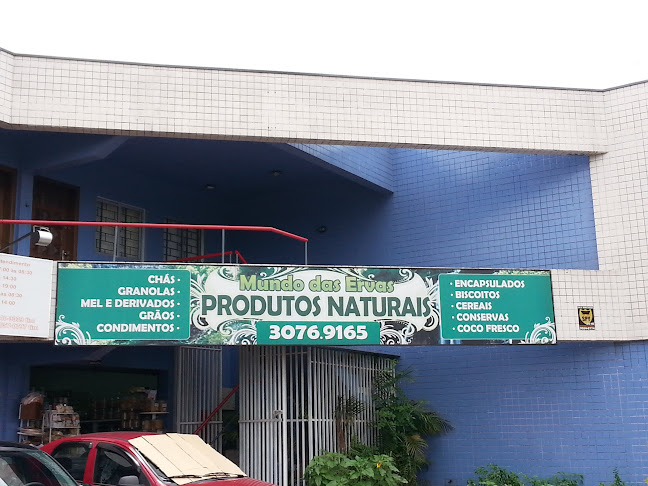 Mundo das Ervas
PRODUTOS NATURAIS
3076.9165
CHÁS ·
GRANOLAS ·
MEL E DERIVADOS ·
GRÃOS ·
CONDIMENTOS ·
· ENCAPSULADOS
· BISCOITOS
· CEREAIS
· CONSERVAS
· COCO FRESCO